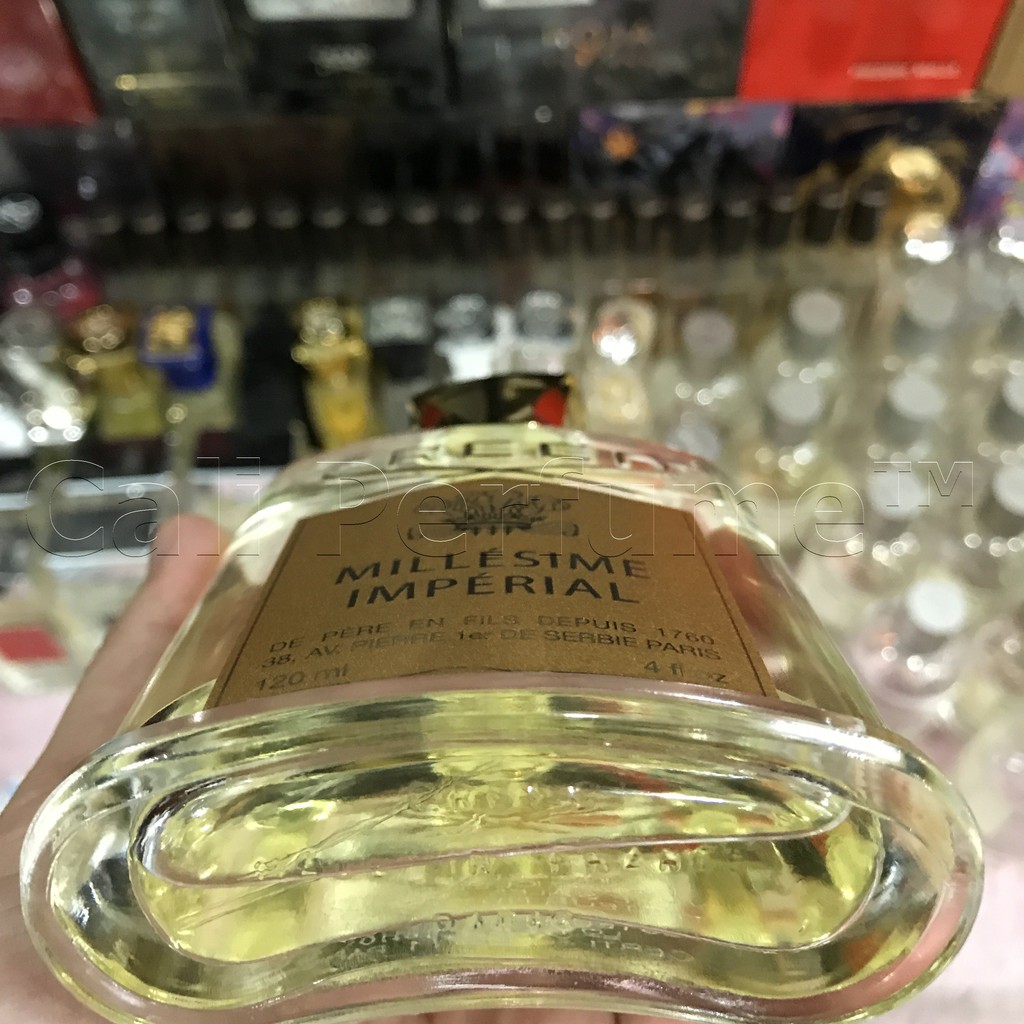 CREED
Cali Perfume™
MILLÉSIME
IMPÉRIAL
DE PÈRE EN FILS DEPUIS 1760
38, AV. PIERRE 1er DE SERBIE PARIS
120 ml 4 fl oz